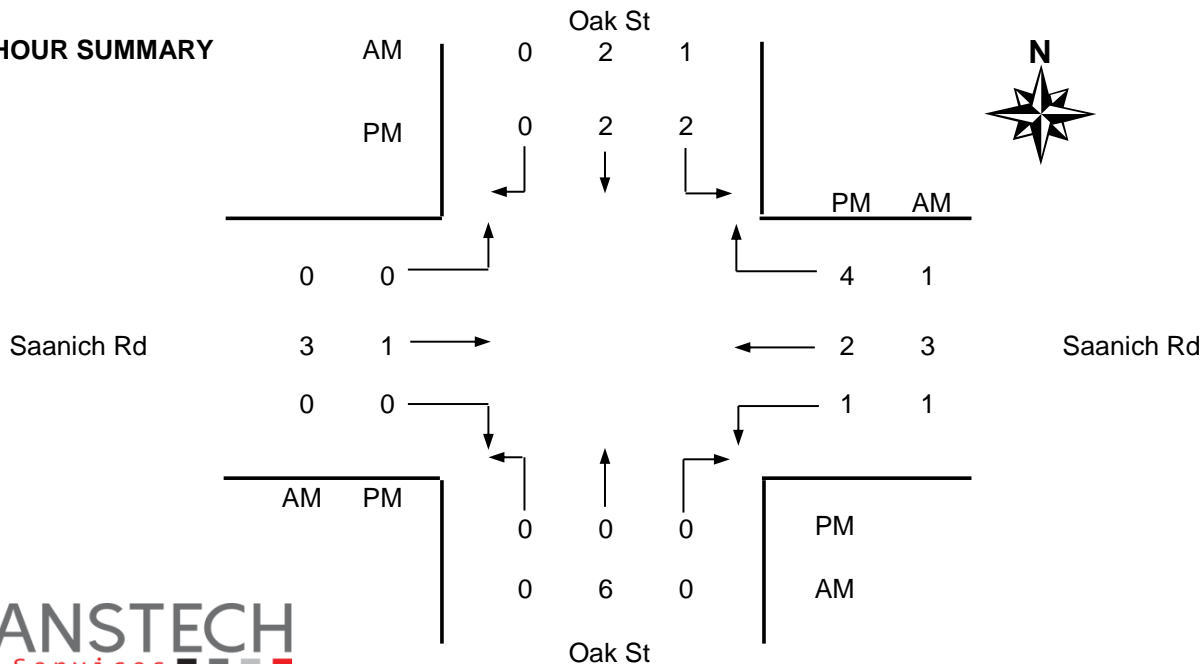 Oak St
HOUR SUMMARY AM 0 2 1 N
PM 0 2 2
PM AM
0 0 4 1
Saanich Rd 3 1 2 3 Saanich Rd
0 0 1 1
AM PM
0 0 0 PM
0 6 0 AM
ANSTECH
Services
Oak St